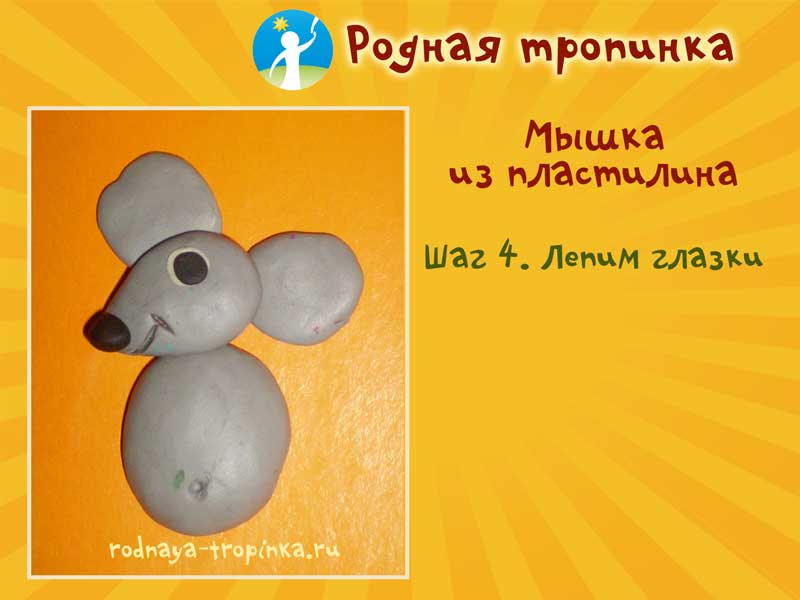 Родная тропинка
Мышка
из пластилина
Шаг 4. Лепим глазки
rodnaya-tropinka.ru